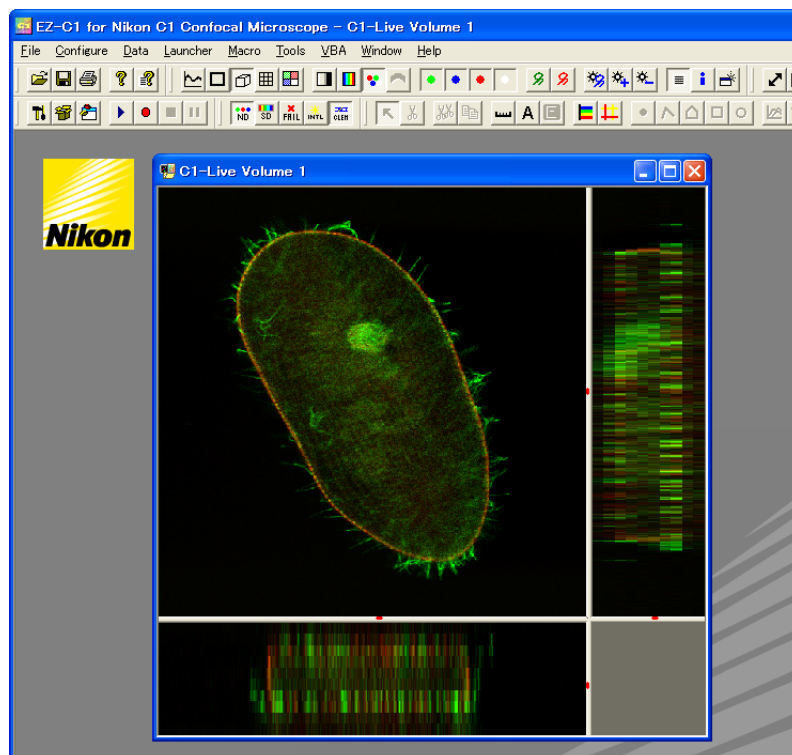 EZ-C1 for Nikon C1 Confocal Microscope - C1-Live Volume 1
File Configure Data Launcher Macro Tools VBA Window Help
ND SD FRIL INTL CLEM
A
Nikon
C1-Live Volume 1